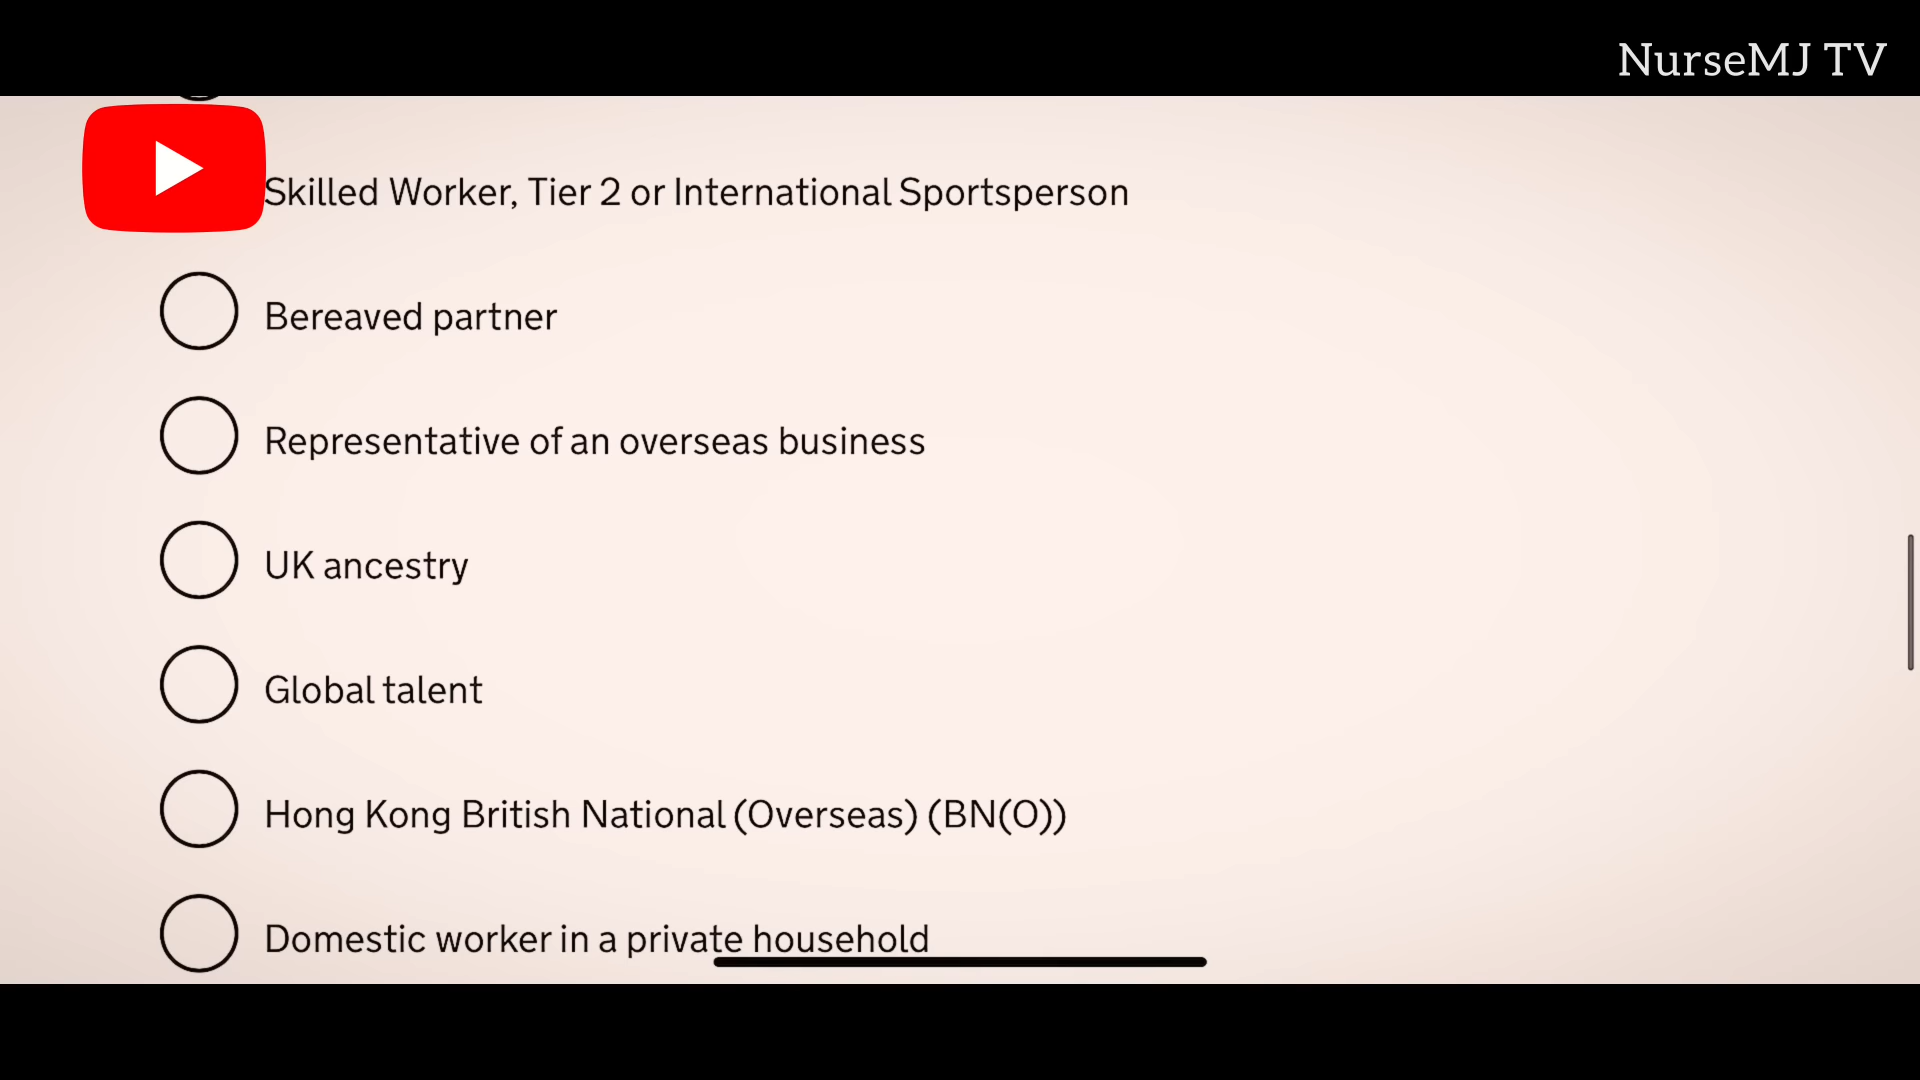 NurseMJ TV
Skilled Worker, Tier 2 or International Sportsperson
Bereaved partner
Representative of an overseas business
UK ancestry
Global talent
Hong Kong British National (Overseas) (BN(O))
Domestic worker in a private household